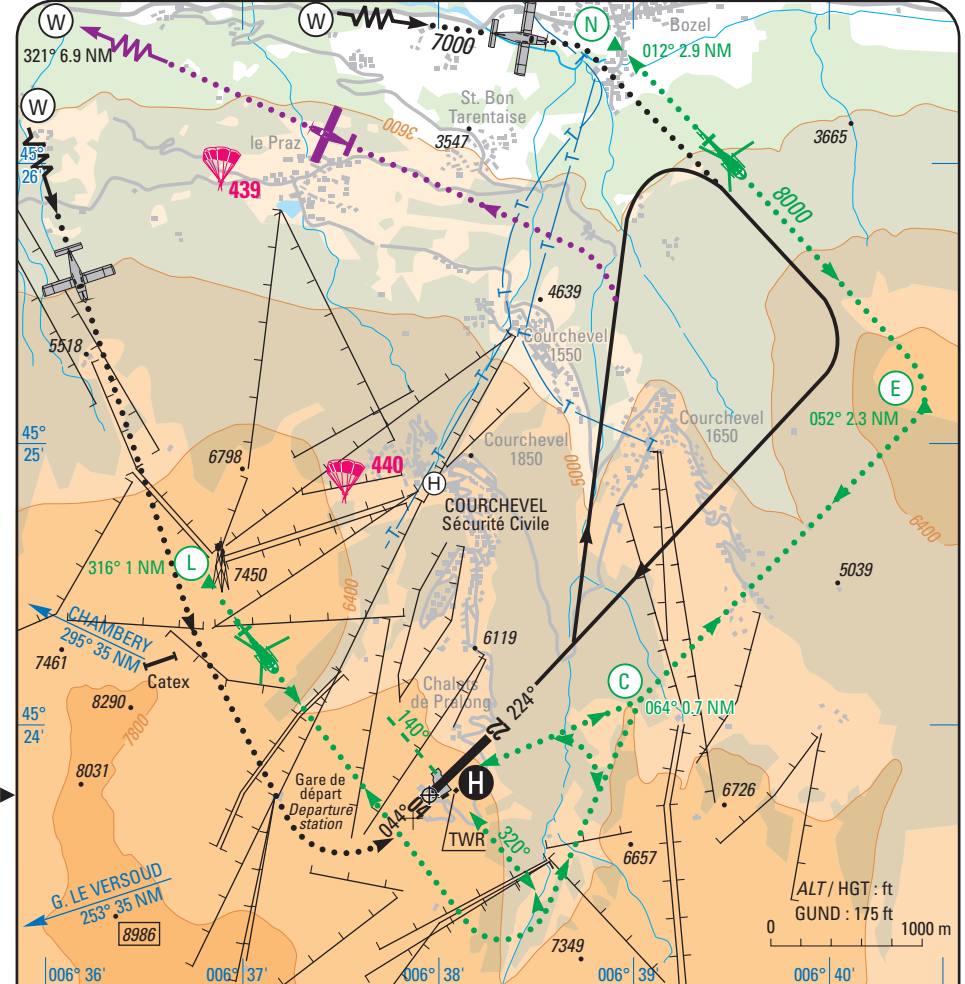 W
W
N
Bozel
7000
321° 6.9 NM
012° 2.9 NM
W
St. Bon
Tarentaise
3600
3547
3665
le Praz
45°
26'
439
8000
4639
5518
Courchevel
1550
E
052° 2.3 NM
Courchevel
1650
45°
25'
6798
440
Courchevel
1850
5000
H
COURCHEVEL
Sécurité Civile
6400
L
316° 1 NM
7450
5039
6400
CHAMBERY
295° 35 NM
7461
6119
Catex
C
064° 0.7 NM
Chalets
de Pralong
8290
7800
224°
22
140°
45°
24'
8031
Gare de
départ
Departure
station
H
6726
04
044°
TWR
320°
6657
G. LE VERSOUD
253° 35 NM
ALT / HGT : ft
GUND : 175 ft
8986
7349
0 1000 m
006° 36' 006° 37' 006° 38' 006° 39' 006° 40'
T
T
T
T
T
T
T